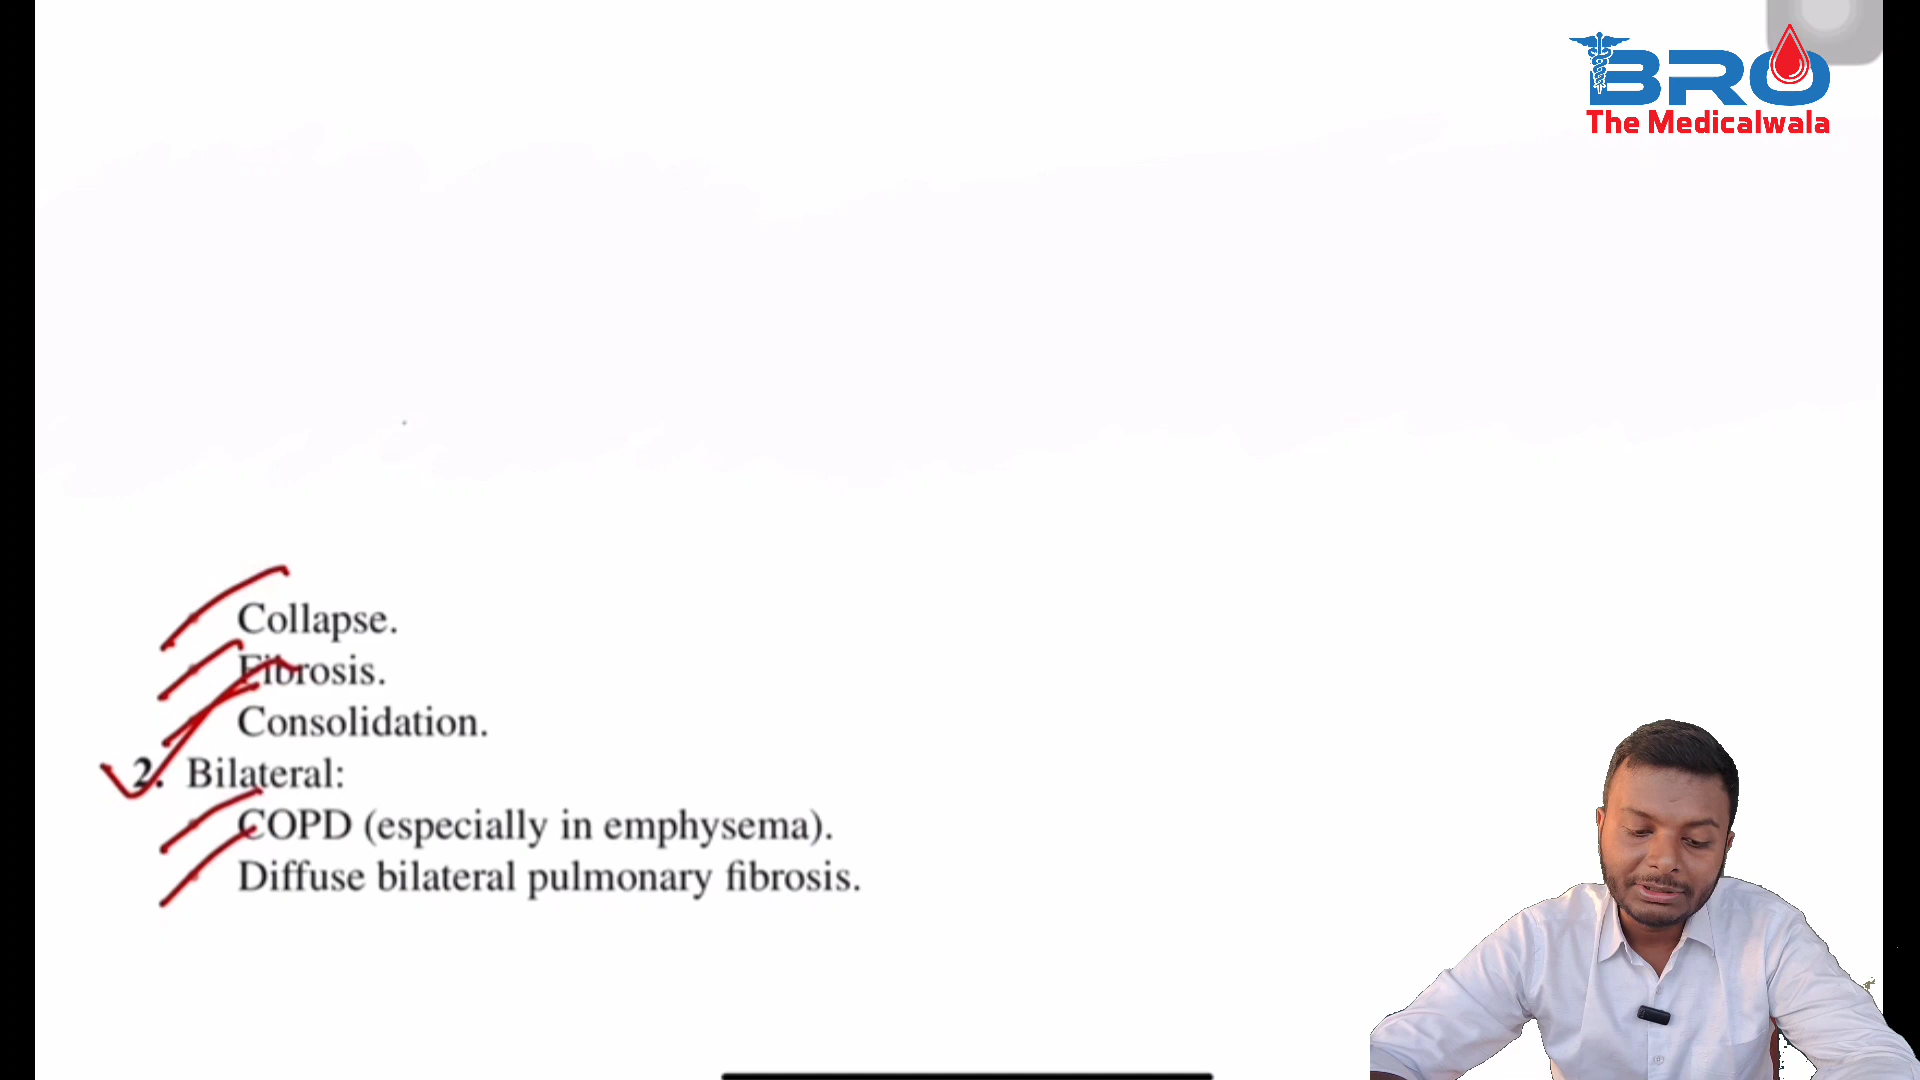 BRO
The Medicalwala
Collapse.
Fibrosis.
Consolidation.
2. Bilateral:
COPD (especially in emphysema).
Diffuse bilateral pulmonary fibrosis.